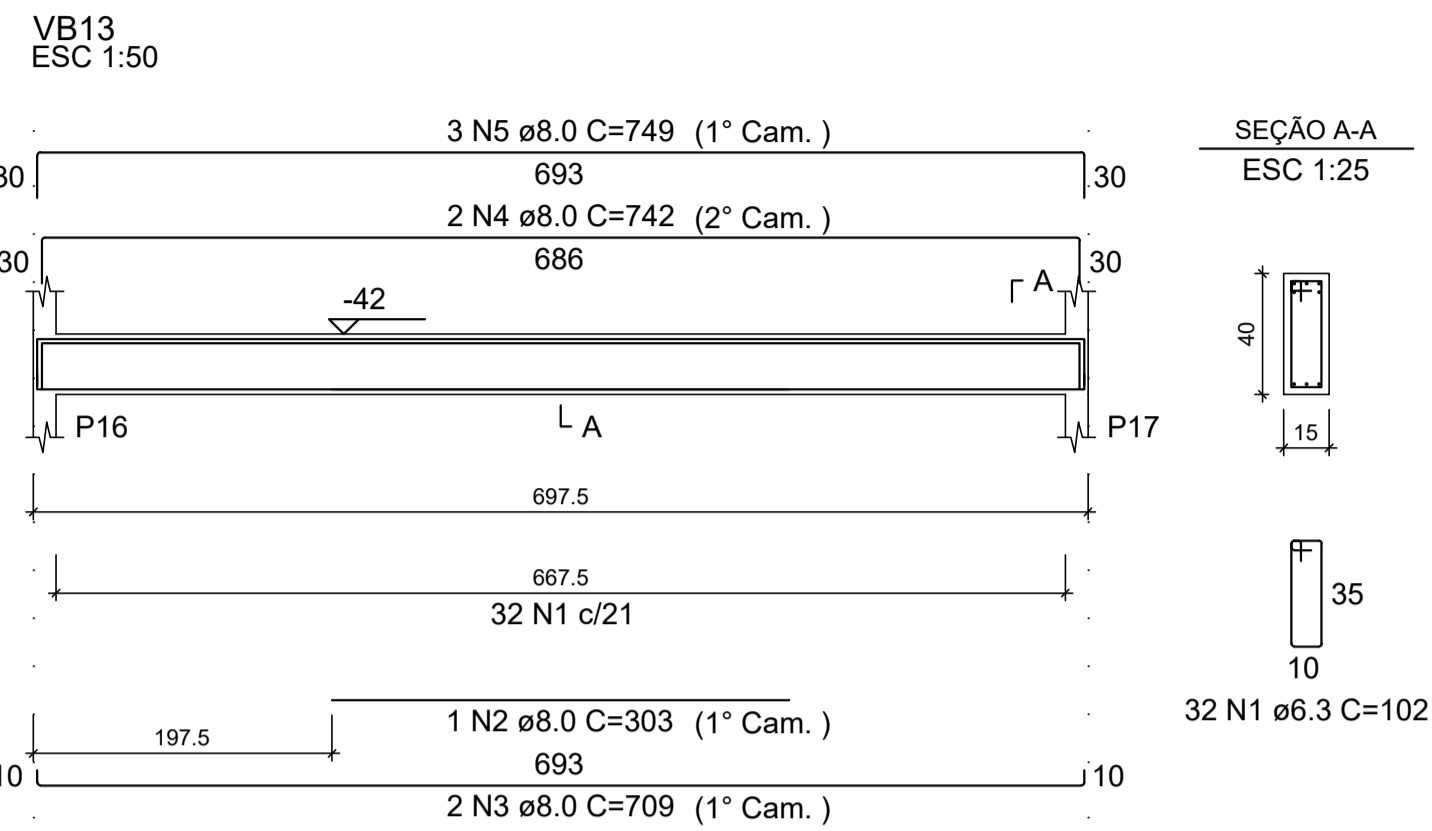 VB13
ESC 1:50
3 N5 ø8.0 C=749 (1° Cam. )
SEÇÃO A-A
30
693
30
ESC 1:25
2 N4 ø8.0 C=742 (2° Cam. )
30
686
30
A
-42
40
P16
A
P17
15
697.5
667.5
32 N1 c/21
35
10
32 N1 ø6.3 C=102
1 N2 ø8.0 C=303 (1° Cam. )
197.5
10
693
10
2 N3 ø8.0 C=709 (1° Cam. )